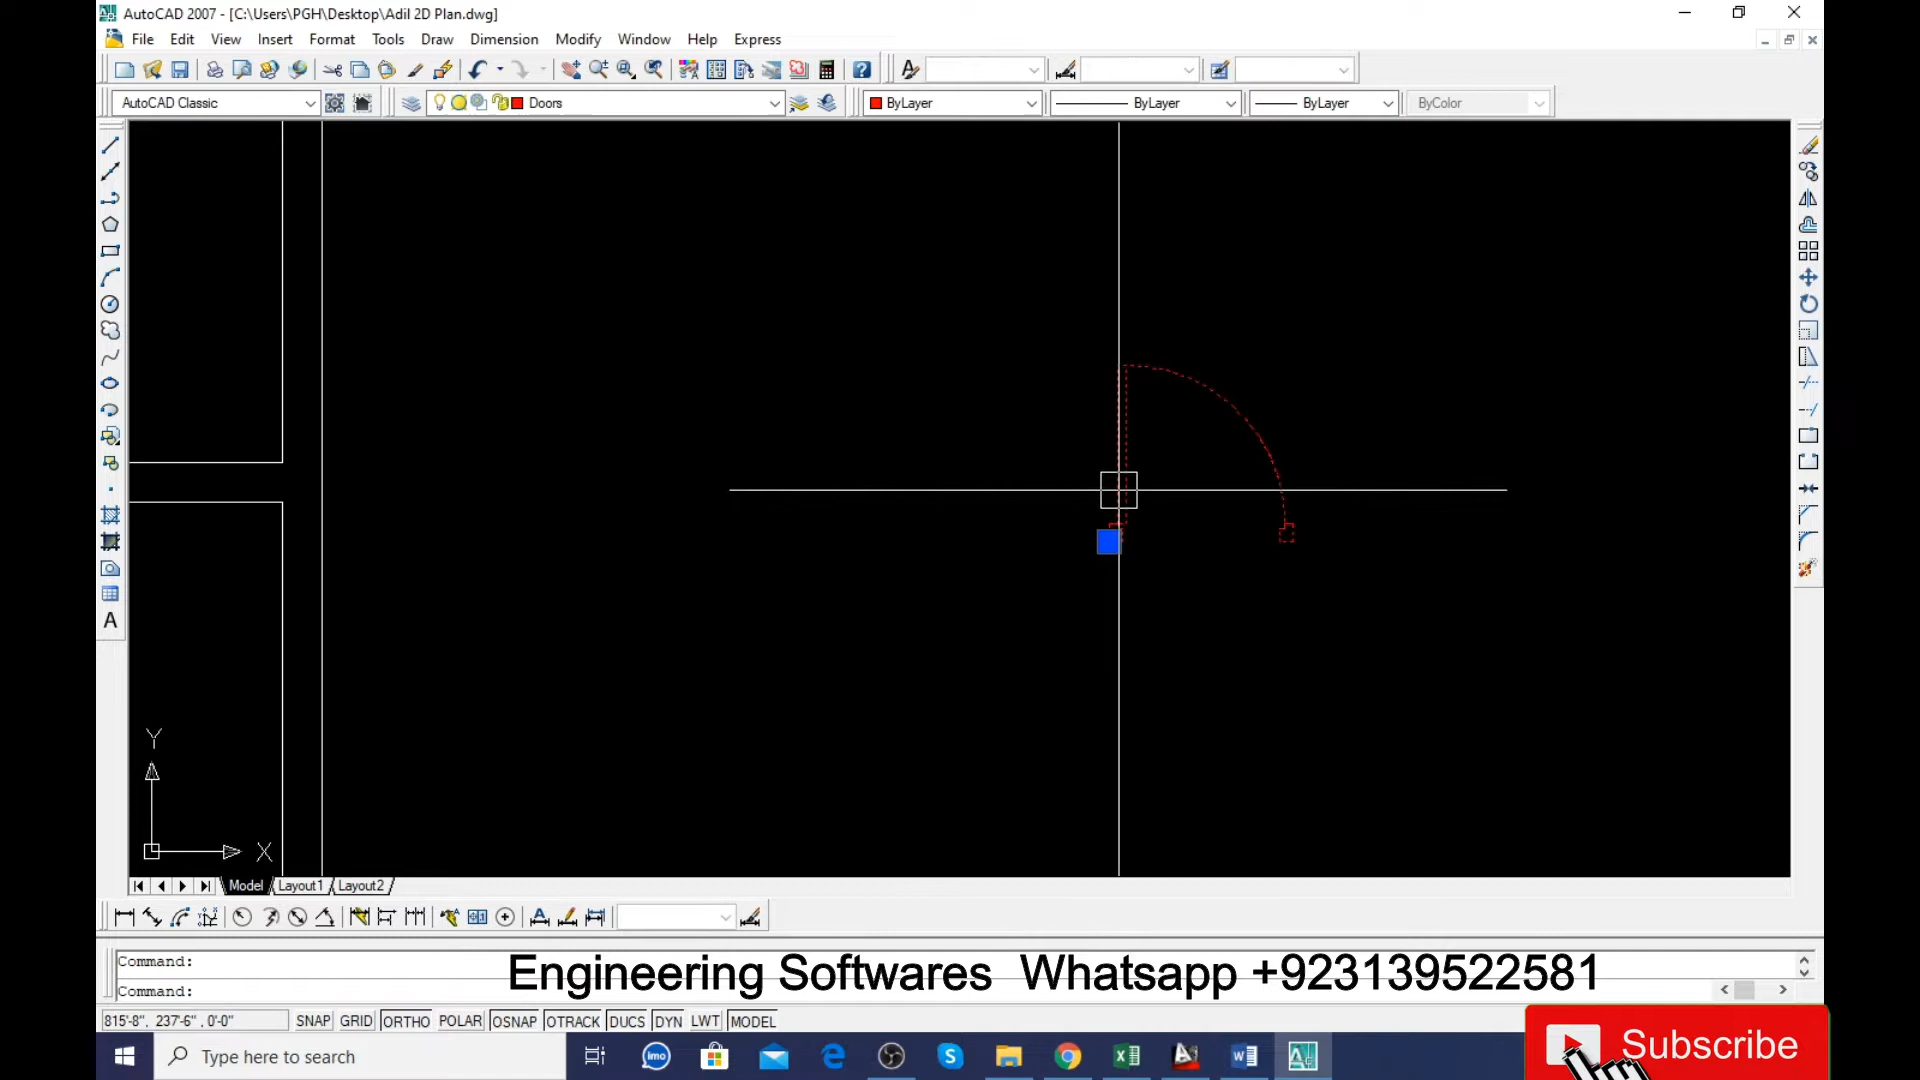 AutoCAD 2007 - [C:\Users\PGH\Desktop\Adil 2D Plan.dwg]
File Edit View Insert Format Tools Draw Dimension Modify Window Help Express
AutoCAD Classic Doors ByLayer ByLayer ByLayer ByColor
Y
X
A
Model Layout1 Layout2
Command:
Engineering Softwares Whatsapp +923139522581
Command:
815'-8", 237'-6" , 0'-0" SNAP GRID ORTHO POLAR OSNAP OTRACK DUCS DYN LWT MODEL
Type here to search
imo
Subscribe